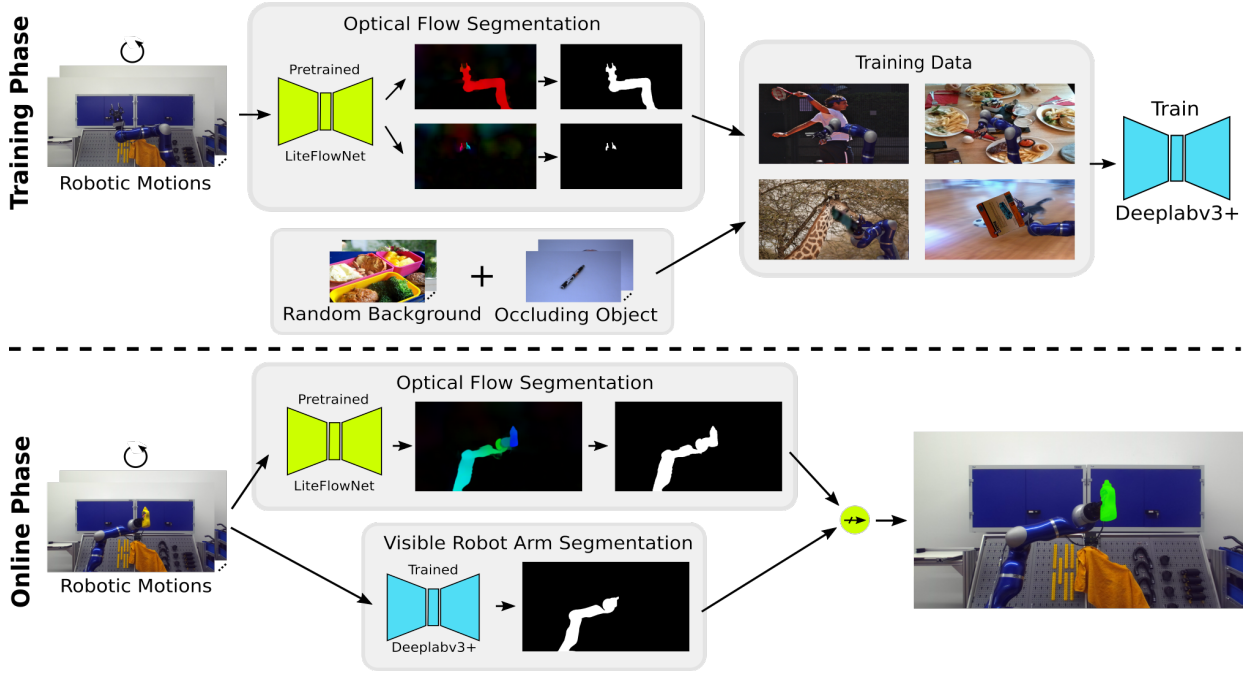 Training Phase
Robotic Motions
Optical Flow Segmentation
Pretrained
LiteFlowNet
Random Background
+
Occluding Object
Training Data
Train
Deeplabv3+
Online Phase
Robotic Motions
Optical Flow Segmentation
Pretrained
LiteFlowNet
Visible Robot Arm Segmentation
Trained
Deeplabv3+